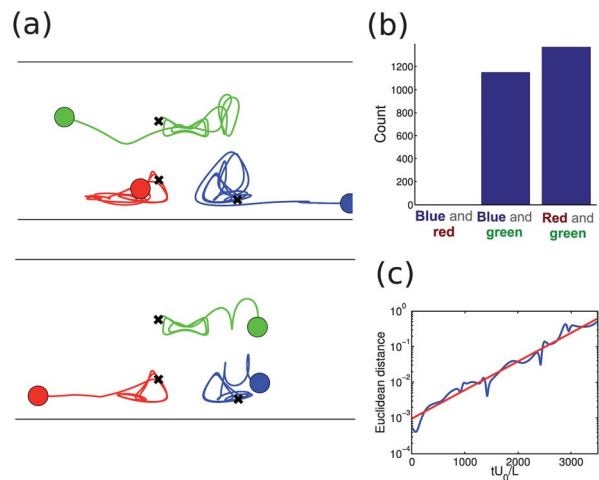 (a)
(b)
Count
1200
1000
800
600
400
200
0
Blue and red
Blue and green
Red and green
(c)
Euclidean distance
10^0
10^-1
10^-2
10^-3
10^-4
0 1000 2000 3000
tU_0/L